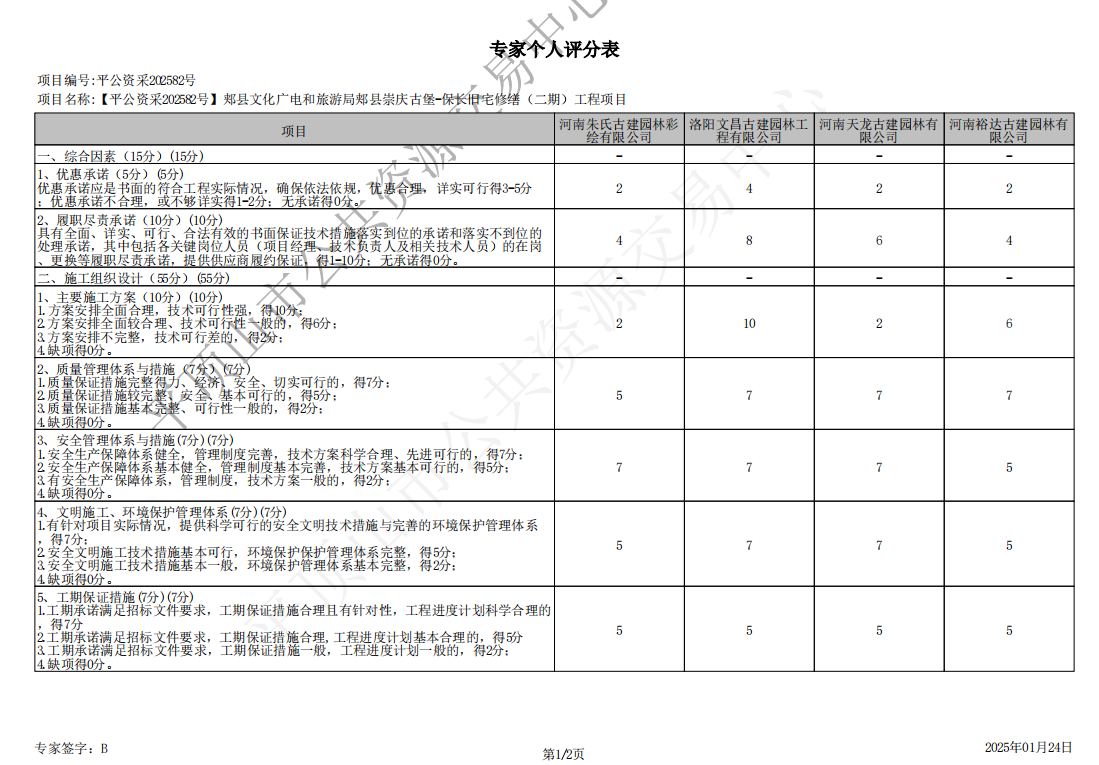 专家个人评分表
项目编号:平公资采202582号
项目名称:【平公资采202582号】郏县文化广电和旅游局郏县崇庆古堡-保长旧宅修缮（二期）工程项目
项目
河南朱氏古建园林彩绘有限公司
洛阳文昌古建园林工程有限公司
河南天龙古建园林有限公司
河南裕达古建园林有限公司
一、综合因素（15分）(15分) - - - -
1、优惠承诺（5分）(5分)
优惠承诺应是书面的符合工程实际情况，确保依法依规，优惠合理，详实可行得3-5分
；优惠承诺不合理，或不够详实得1-2分；无承诺得0分。
2 4 2 2
2、履职尽责承诺（10分）(10分)
具有全面、详实、可行、合法有效的书面保证技术措施落实到位的承诺和落实不到位的
处理承诺，其中包括各关键岗位人员（项目经理、技术负责人及相关技术人员）的在岗
、更换等履职尽责承诺，提供供应商履约保证，得1-10分；无承诺得0分。
4 8 6 4
二、施工组织设计（55分）(55分) - - - -
1、主要施工方案（10分）(10分)
1.方案安排全面合理，技术可行性强，得10分；
2.方案安排全面较合理、技术可行性一般的，得6分；
3.方案安排不完整，技术可行差的，得2分；
4.缺项得0分。
2 10 2 6
2、质量管理体系与措施（7分）(7分)
1.质量保证措施完整得力、经济、安全、切实可行的，得7分；
2.质量保证措施较完整、安全、基本可行的，得5分；
3.质量保证措施基本完整、可行性一般的，得2分；
4.缺项得0分。
5 7 7 7
3、安全管理体系与措施(7分)(7分)
1.安全生产保障体系健全，管理制度完善，技术方案科学合理、先进可行的，得7分；
2.安全生产保障体系基本健全，管理制度基本完善，技术方案基本可行的，得5分；
3.有安全生产保障体系，管理制度，技术方案一般的，得2分；
4.缺项得0分。
7 7 7 5
4、文明施工、环境保护管理体系(7分)(7分)
1.有针对项目实际情况，提供科学可行的安全文明技术措施与完善的环境保护管理体系
，得7分；
2.安全文明施工技术措施基本可行，环境保护保护管理体系完整，得5分；
3.安全文明施工技术措施基本一般，环境保护管理体系基本完整，得2分；
4.缺项得0分。
5 7 7 5
5、工期保证措施(7分)(7分)
1.工期承诺满足招标文件要求，工期保证措施合理且有针对性，工程进度计划科学合理的
，得7分
2.工期承诺满足招标文件要求，工期保证措施合理,工程进度计划基本合理的，得5分
3.工期承诺满足招标文件要求，工期保证措施一般，工程进度计划一般的，得2分；
4.缺项得0分。
5 5 5 5
平顶山市公共资源交易中心
平顶山市公共资源交易中心
专家签字：B
第1/2页
2025年01月24日